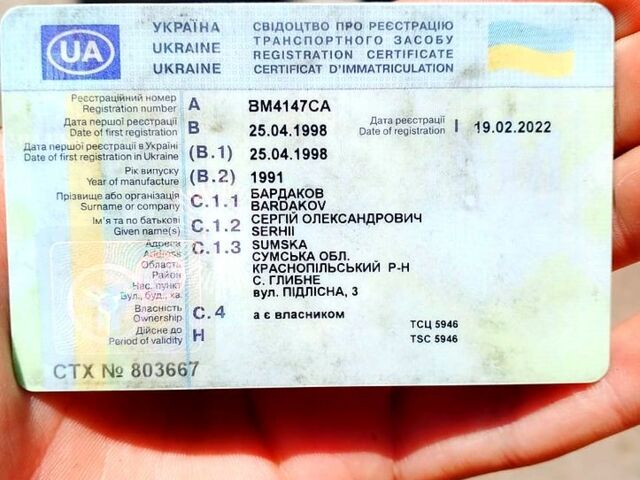 UA
УКРАЇНА
UKRAINE
UKRAINE
СВІДОЦТВО ПРО РЕЄСТРАЦІЮ
ТРАНСПОРТНОГО ЗАСОБУ
REGISTRATION CERTIFICATE
CERTIFICAT D'IMMATRICULATION
Реєстраційний номер
Registration number A BM4147CA
Дата першої реєстрації
Date of first registration B 25.04.1998
Дата реєстрації
Date of registration I 19.02.2022
Дата першої реєстрації в Україні
Date of first registration in Ukraine (B.1) 25.04.1998
Рік випуску
Year of manufacture (B.2) 1991
Прізвище або організація
Surname or company C.1.1 БАРДАКОВ
BARDAKOV
Ім'я та по батькові
Given name(s) C.1.2 СЕРГІЙ ОЛЕКСАНДРОВИЧ
SERHII
Адреса
Address C.1.3 SUMSKA
Область СУМСЬКА ОБЛ.
Район КРАСНОПІЛЬСЬКИЙ Р-Н
Нас. пункт С. ГЛИБНЕ
Вул., буд., кв. вул. ПІДЛІСНА, 3
Власність
Ownership C.4 а є власником
Дійсне до
Period of validity H
ТСЦ 5946
TSC 5946
СТХ № 803667